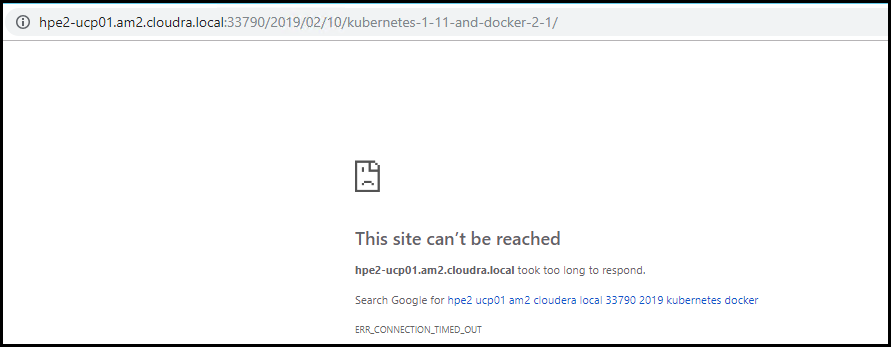 hpe2-ucp01.am2.cloudra.local:33790/2019/02/10/kubernetes-1-11-and-docker-2-1/
This site can't be reached
hpe2-ucp01.am2.cloudra.local took too long to respond.
Search Google for hpe2 ucp01 am2 cloudera local 33790 2019 kubernetes docker
ERR_CONNECTION_TIMED_OUT